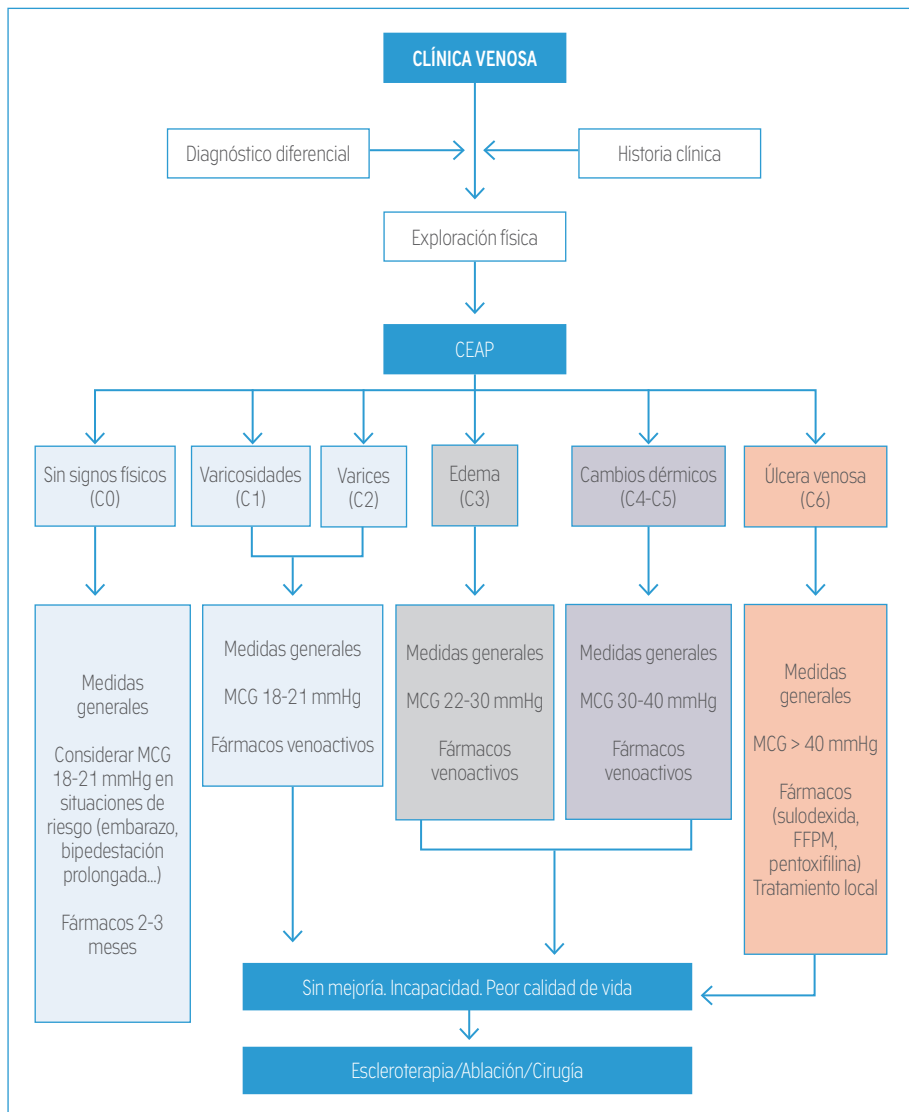 CLÍNICA VENOSA
Diagnóstico diferencial
Historia clínica
Exploración física
CEAP
Sin signos físicos
(C0)
Varicosidades
(C1)
Varices
(C2)
Edema
(C3)
Cambios dérmicos
(C4-C5)
Úlcera venosa
(C6)
Medidas
generales
Considerar MCG
18-21 mmHg en
situaciones de
riesgo (embarazo,
bipedestación
prolongada...)
Fármacos 2-3
meses
Medidas generales
MCG 18-21 mmHg
Fármacos venoactivos
Medidas generales
MCG 22-30 mmHg
Fármacos
venoactivos
Medidas generales
MCG 30-40 mmHg
Fármacos
venoactivos
Medidas
generales
MCG > 40 mmHg
Fármacos
(sulodexida,
FFPM,
pentoxifilina)
Tratamiento local
Sin mejoría. Incapacidad. Peor calidad de vida
Escleroterapia/Ablación/Cirugía